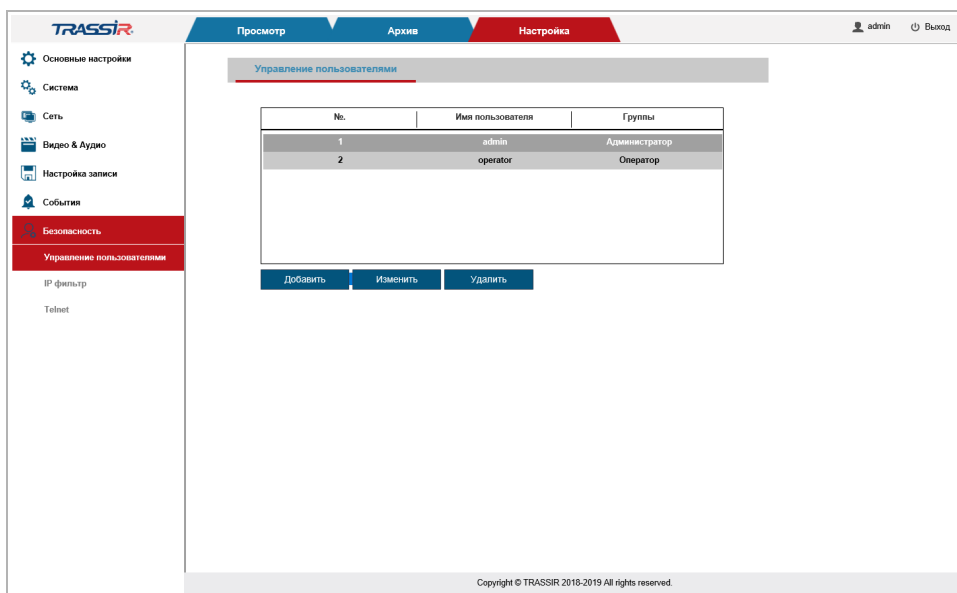 TRASSIR
Просмотр
Архив
Настройка
admin
Выход
Основные настройки
Система
Сеть
Видео & Аудио
Настройка записи
События
Безопасность
Управление пользователями
IP фильтр
Telnet
Управление пользователями
№. Имя пользователя Группы
1 admin Администратор
2 operator Оператор
Добавить Изменить Удалить
Copyright © TRASSIR 2018-2019 All rights reserved.